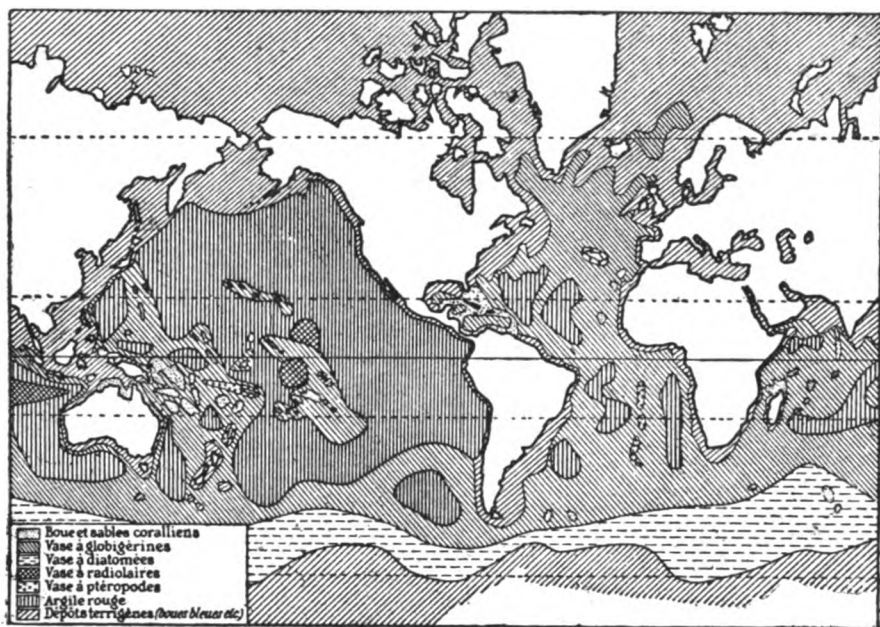 Boue et sables coralliens
Vase à globigérines
Vase à diatomées
Vase à radiolaires
Vase à ptéropodes
Argile rouge
Dépôts terrigènes (boues bleues etc.)